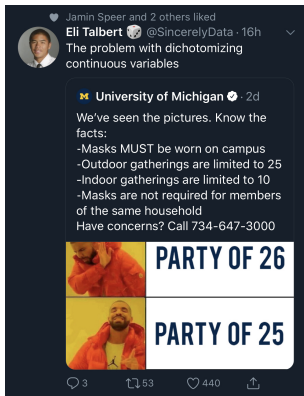 Jamin Speer and 2 others liked
Eli Talbert @SincerelyData · 16h
The problem with dichotomizing
continuous variables
University of Michigan · 2d
We've seen the pictures. Know the
facts:
-Masks MUST be worn on campus
-Outdoor gatherings are limited to 25
-Indoor gatherings are limited to 10
-Masks are not required for members
of the same household
Have concerns? Call 734-647-3000
PARTY OF 26
PARTY OF 25
3 53 440